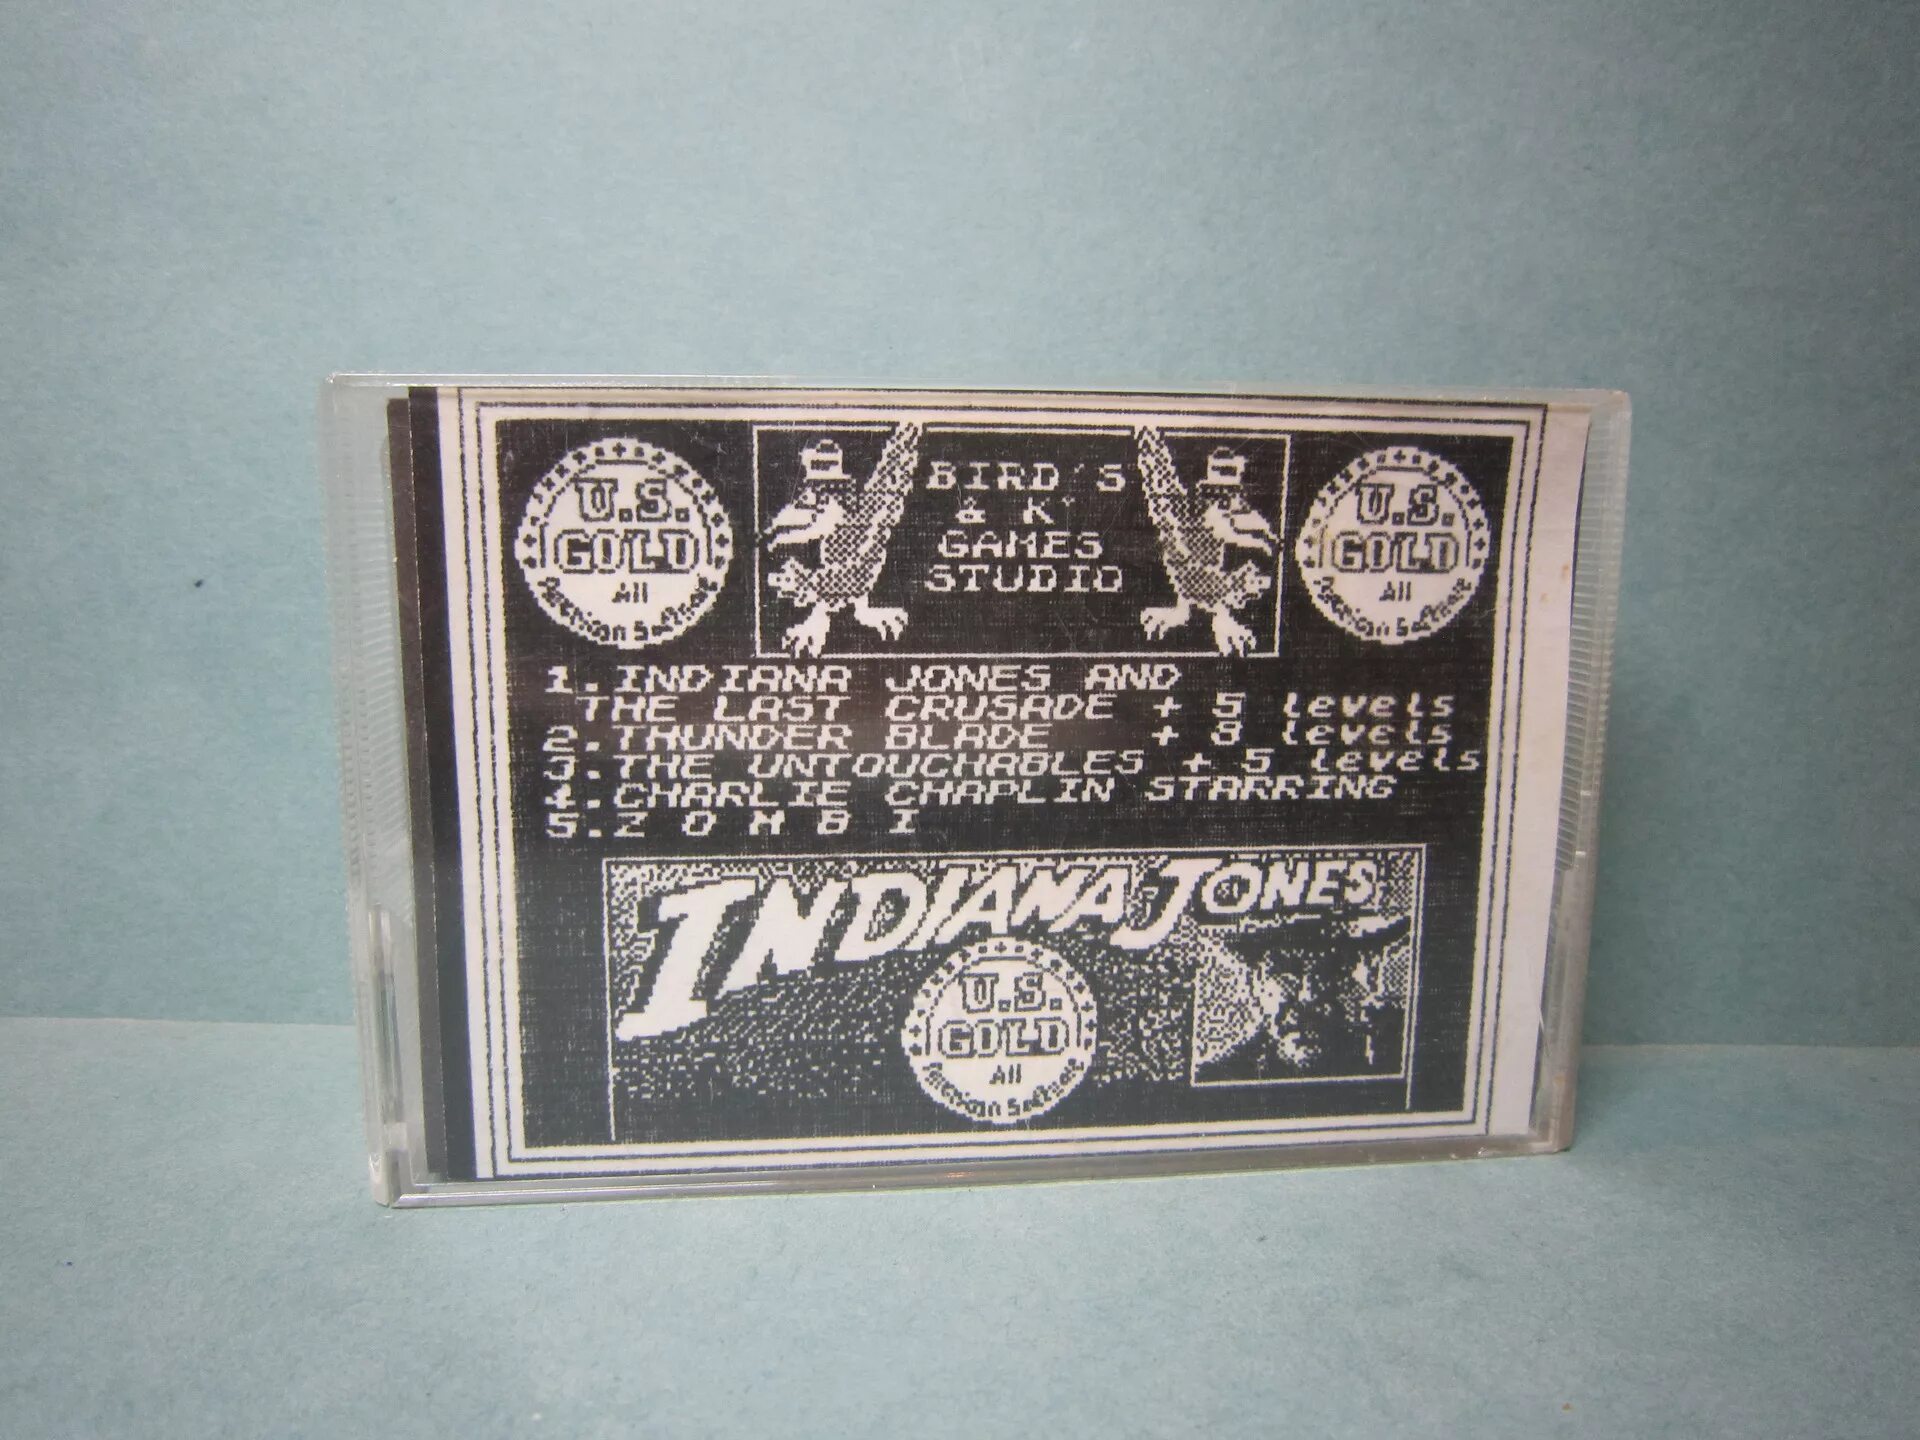 U.S.
GOLD
All
American Software
BIRD'S
& K°
GAMES
STUDIO
U.S.
GOLD
All
American Software
1. INDIANA JONES AND
THE LAST CRUSADE + 5 levels
2. THUNDER BLADE + 8 levels
3. THE UNTOUCHABLES + 5 levels
4. CHARLIE CHAPLIN STARRING
5. Z O M B I
INDIANA JONES
U.S.
GOLD
All
American Software